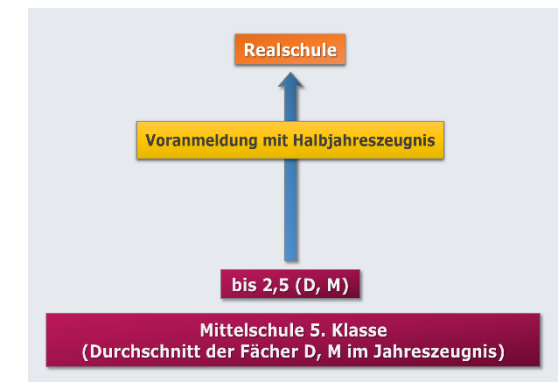 Realschule
Voranmeldung mit Halbjahreszeugnis
bis 2,5 (D, M)
Mittelschule 5. Klasse
(Durchschnitt der Fächer D, M im Jahreszeugnis)